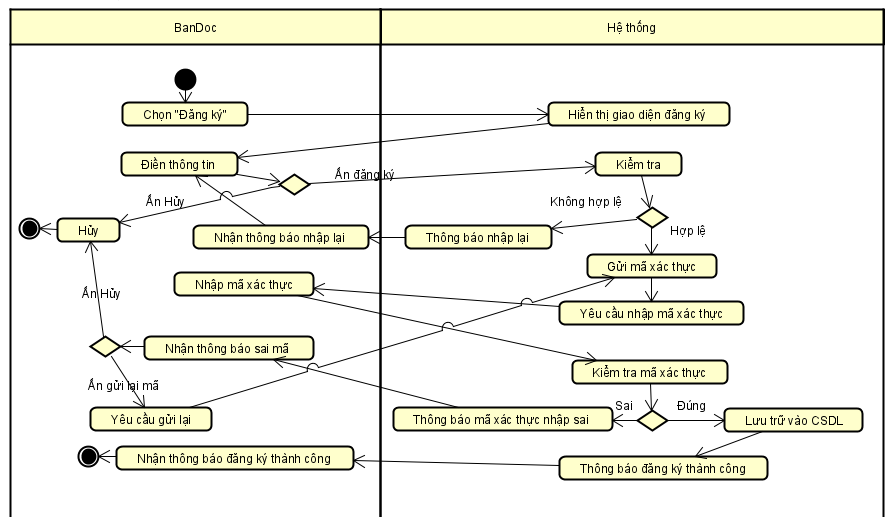 BanDoc
Hệ thống
Chọn "Đăng ký"
Hiển thị giao diện đăng ký
Điền thông tin
Ấn đăng ký
Kiểm tra
Ấn Hủy
Không hợp lệ
Hủy
Nhận thông báo nhập lại
Thông báo nhập lại
Hợp lệ
Gửi mã xác thực
Nhập mã xác thực
Ấn Hủy
Yêu cầu nhập mã xác thực
Nhận thông báo sai mã
Kiểm tra mã xác thực
Ấn gửi lại mã
Sai
Đúng
Yêu cầu gửi lại
Thông báo mã xác thực nhập sai
Lưu trữ vào CSDL
Nhận thông báo đăng ký thành công
Thông báo đăng ký thành công